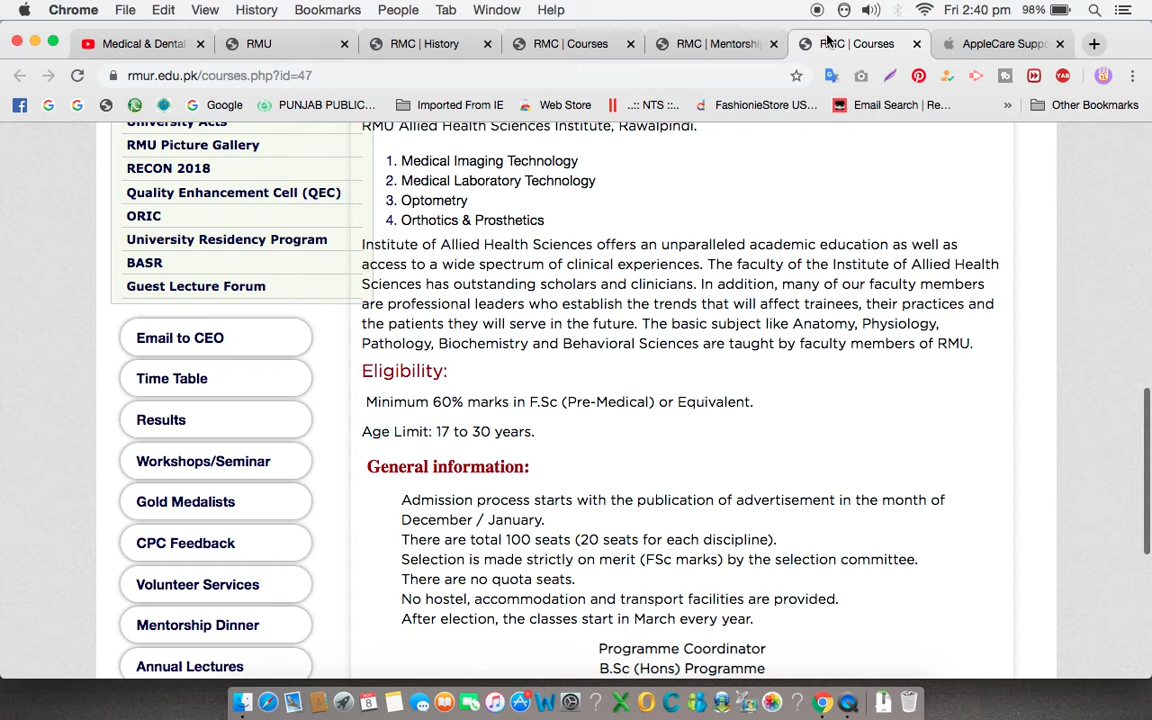 Chrome File Edit View History Bookmarks People Tab Window Help Fri 2:40 pm 98%
Medical & Dental RMU RMC | History RMC | Courses RMC | Mentorship | Courses AppleCare Suppo
rmur.edu.pk/courses.php?id=47
Google PUNJAB PUBLIC... Imported From IE Web Store ..:: NTS ::.. FashionieStore US... Email Search | Re... » Other Bookmarks
University Acts
RMU Picture Gallery
RECON 2018
Quality Enhancement Cell (QEC)
ORIC
University Residency Program
BASR
Guest Lecture Forum
Email to CEO
Time Table
Results
Workshops/Seminar
Gold Medalists
CPC Feedback
Volunteer Services
Mentorship Dinner
Annual Lectures
RMU Allied Health Sciences Institute, Rawalpindi.
1. Medical Imaging Technology
2. Medical Laboratory Technology
3. Optometry
4. Orthotics & Prosthetics
Institute of Allied Health Sciences offers an unparalleled academic education as well as
access to a wide spectrum of clinical experiences. The faculty of the Institute of Allied Health
Sciences has outstanding scholars and clinicians. In addition, many of our faculty members
are professional leaders who establish the trends that will affect trainees, their practices and
the patients they will serve in the future. The basic subject like Anatomy, Physiology,
Pathology, Biochemistry and Behavioral Sciences are taught by faculty members of RMU.
Eligibility:
Minimum 60% marks in F.Sc (Pre-Medical) or Equivalent.
Age Limit: 17 to 30 years.
General information:
Admission process starts with the publication of advertisement in the month of
December / January.
There are total 100 seats (20 seats for each discipline).
Selection is made strictly on merit (FSc marks) by the selection committee.
There are no quota seats.
No hostel, accommodation and transport facilities are provided.
After election, the classes start in March every year.
Programme Coordinator
B.Sc (Hons) Programme